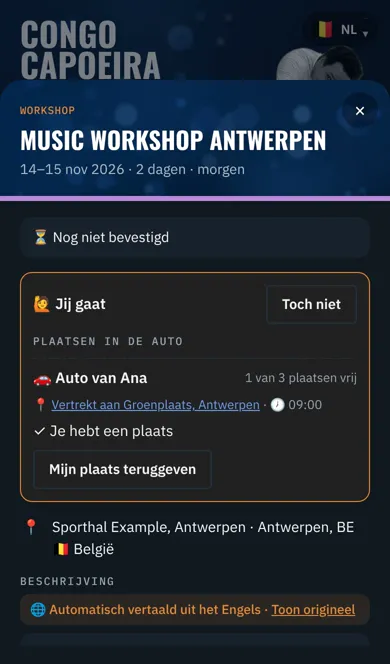 CONGO
CAPOEIRA
NL
WORKSHOP
MUSIC WORKSHOP ANTWERPEN
14–15 nov 2026 · 2 dagen · morgen
Nog niet bevestigd
Jij gaat
Toch niet
PLAATSEN IN DE AUTO
Auto van Ana
1 van 3 plaatsen vrij
Vertrekt aan Groenplaats, Antwerpen · 09:00
✓ Je hebt een plaats
Mijn plaats teruggeven
Sporthal Example, Antwerpen · Antwerpen, BE
België
BESCHRIJVING
Automatisch vertaald uit het Engels · Toon origineel